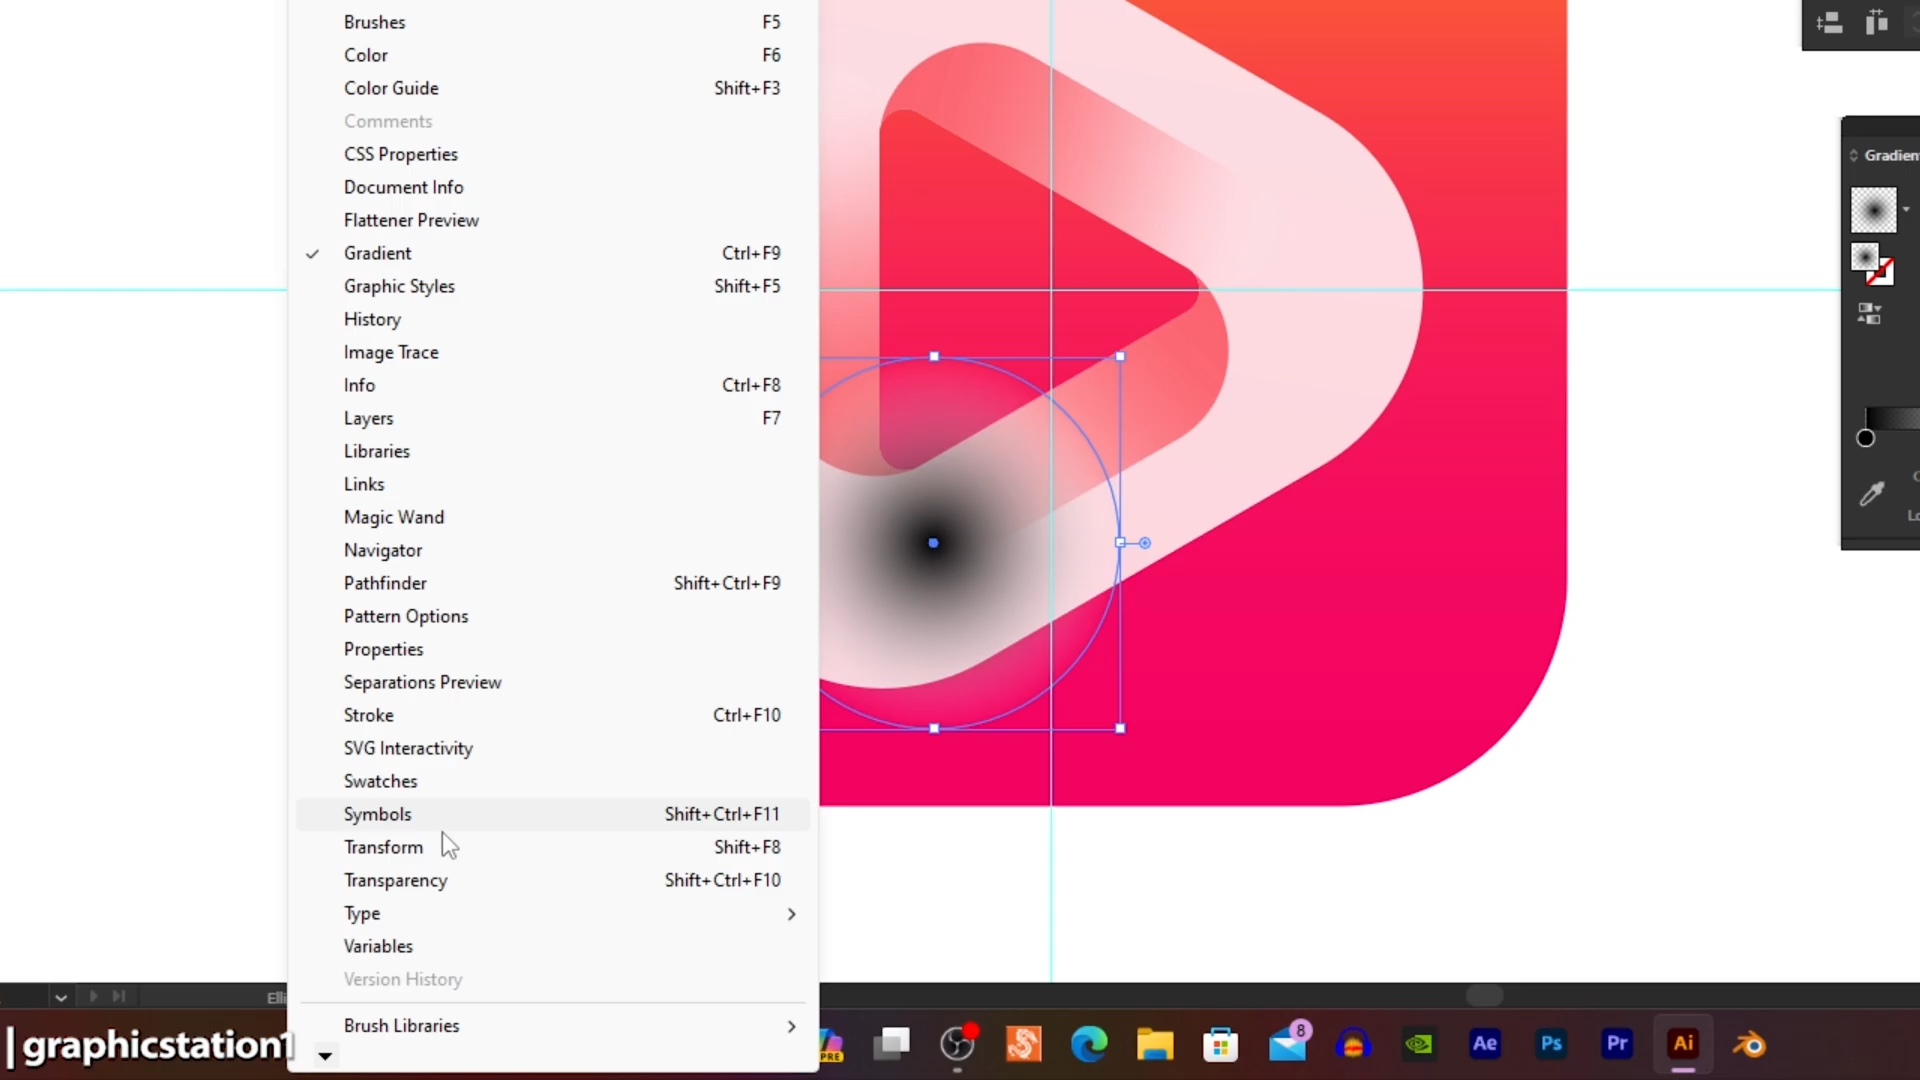 Brushes F5
Color F6
Color Guide Shift+F3
Comments
CSS Properties
Document Info
Flattener Preview
Gradient Ctrl+F9
Graphic Styles Shift+F5
History
Image Trace
Info Ctrl+F8
Layers F7
Libraries
Links
Magic Wand
Navigator
Pathfinder Shift+Ctrl+F9
Pattern Options
Properties
Separations Preview
Stroke Ctrl+F10
SVG Interactivity
Swatches
Symbols Shift+Ctrl+F11
Transform Shift+F8
Transparency Shift+Ctrl+F10
Type
Variables
Version History
Brush Libraries
Gradien
Elli
| graphicstation1
PRE
8
Ae
Ps
Pr
Ai